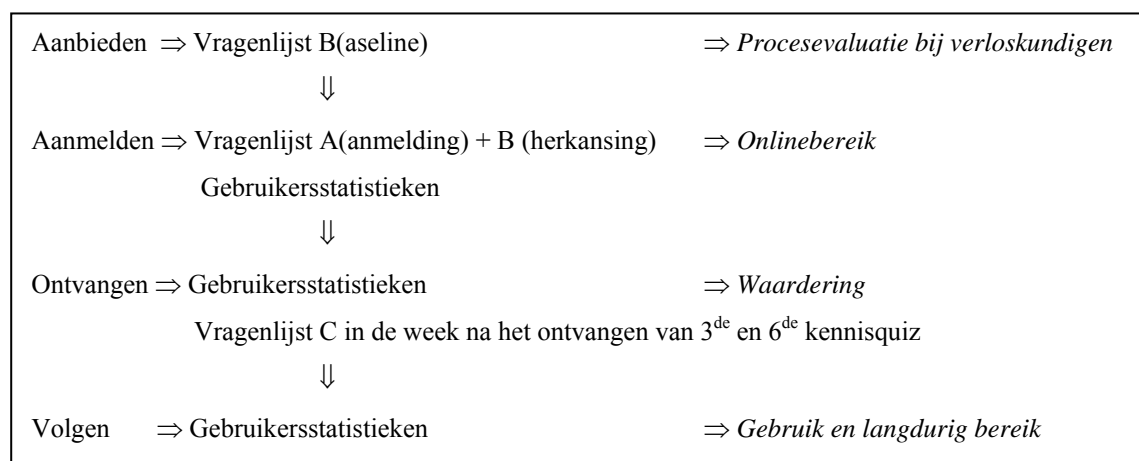 Aanbieden ⇒ Vragenlijst B(aseline) ⇒ Procesevaluatie bij verloskundigen
⇓
Aanmelden ⇒ Vragenlijst A(anmelding) + B (herkansing) ⇒ Onlinebereik
Gebruikersstatistieken
⇓
Ontvangen ⇒ Gebruikersstatistieken ⇒ Waardering
Vragenlijst C in de week na het ontvangen van 3de en 6de kennisquiz
⇓
Volgen ⇒ Gebruikersstatistieken ⇒ Gebruik en langdurig bereik